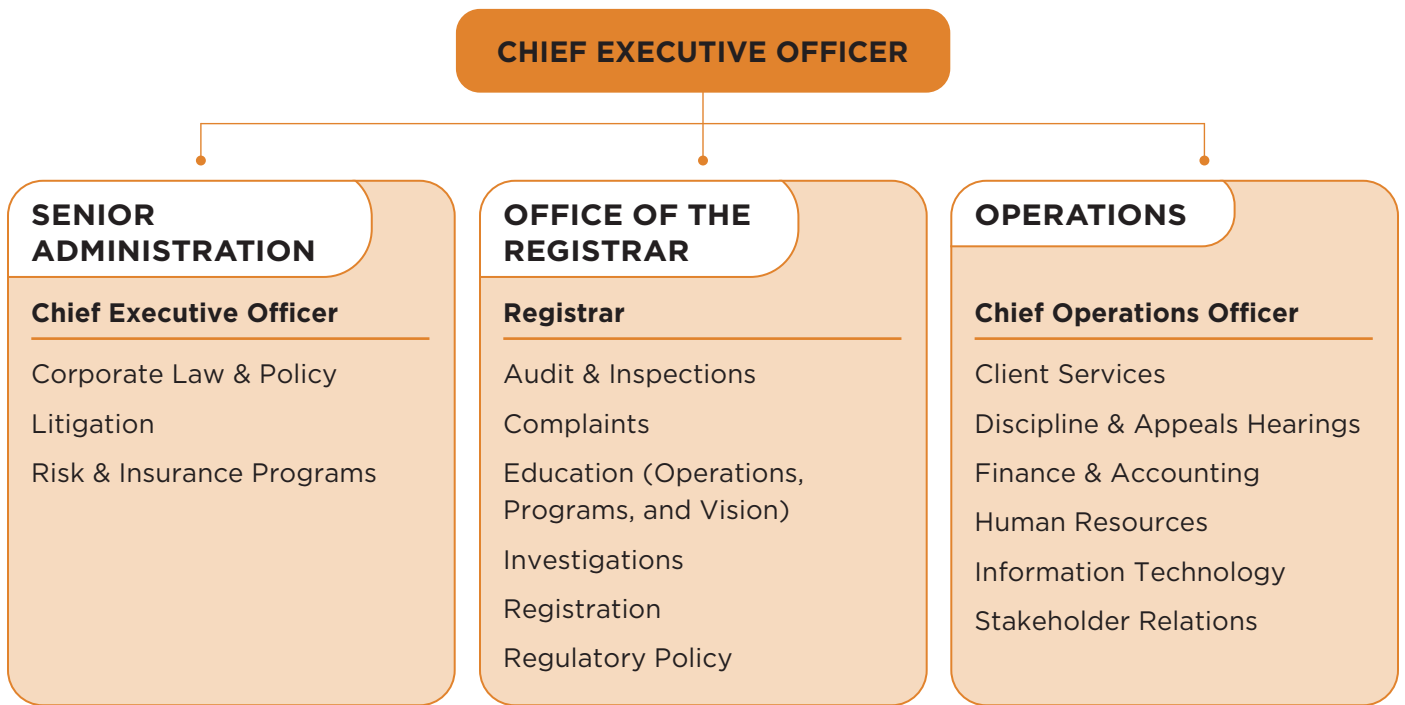 CHIEF EXECUTIVE OFFICER
SENIOR
ADMINISTRATION
Chief Executive Officer
Corporate Law & Policy
Litigation
Risk & Insurance Programs
OFFICE OF THE
REGISTRAR
Registrar
Audit & Inspections
Complaints
Education (Operations,
Programs, and Vision)
Investigations
Registration
Regulatory Policy
OPERATIONS
Chief Operations Officer
Client Services
Discipline & Appeals Hearings
Finance & Accounting
Human Resources
Information Technology
Stakeholder Relations